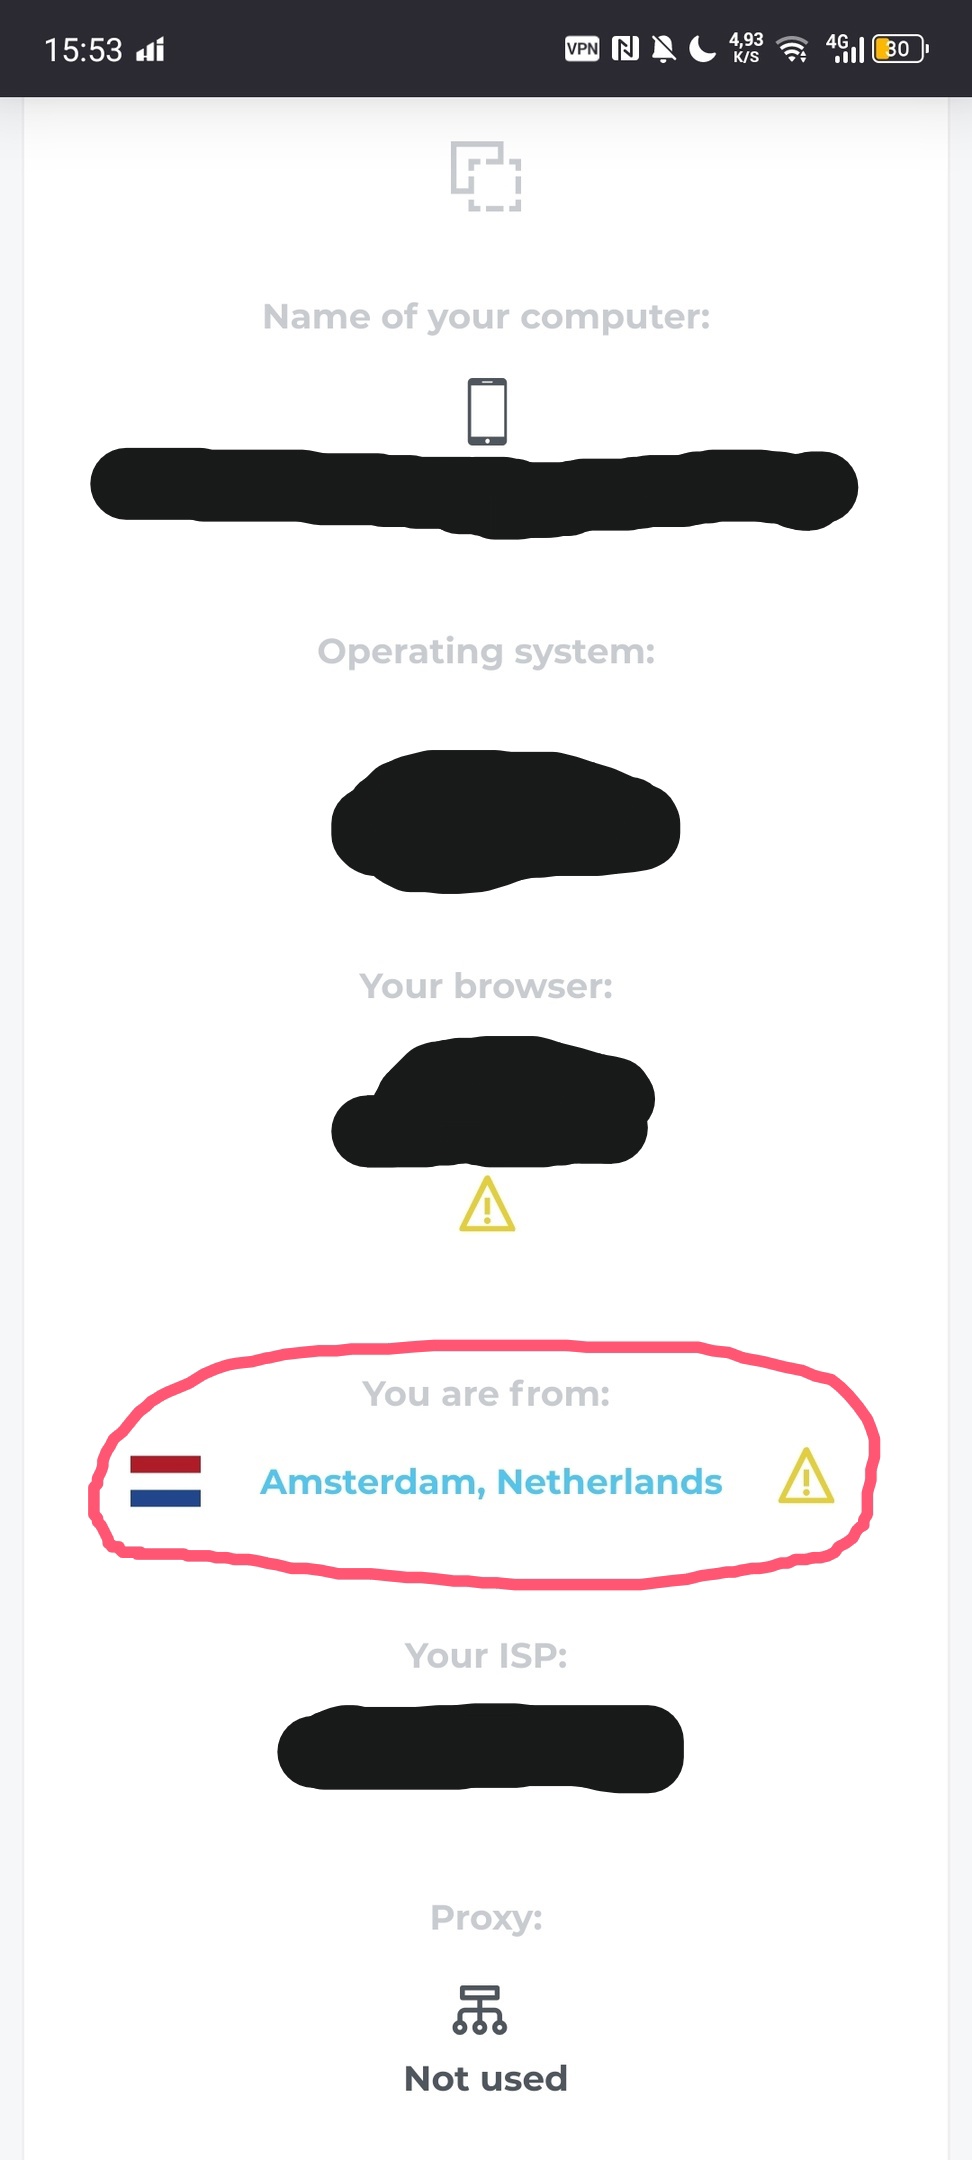 15:53
VPN
4,93
K/S
4G
30
Name of your computer:
Operating system:
Your browser:
You are from:
Amsterdam, Netherlands
Your ISP:
Proxy:
Not used